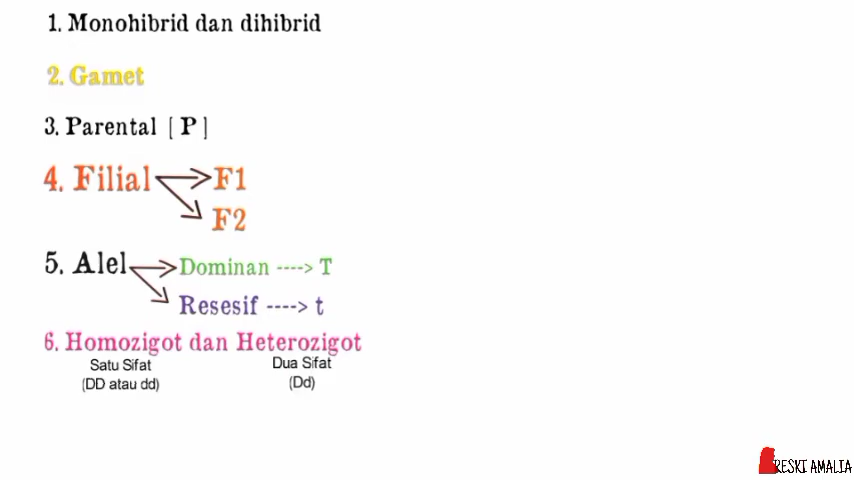 1. Monohibrid dan dihibrid
2. Gamet
3. Parental [ P ]
4. Filial F1
F2
5. Alel Dominan ----> T
Resesif ----> t
6. Homozigot dan Heterozigot
Satu Sifat Dua Sifat
(DD atau dd) (Dd)
RESKI AMALIA